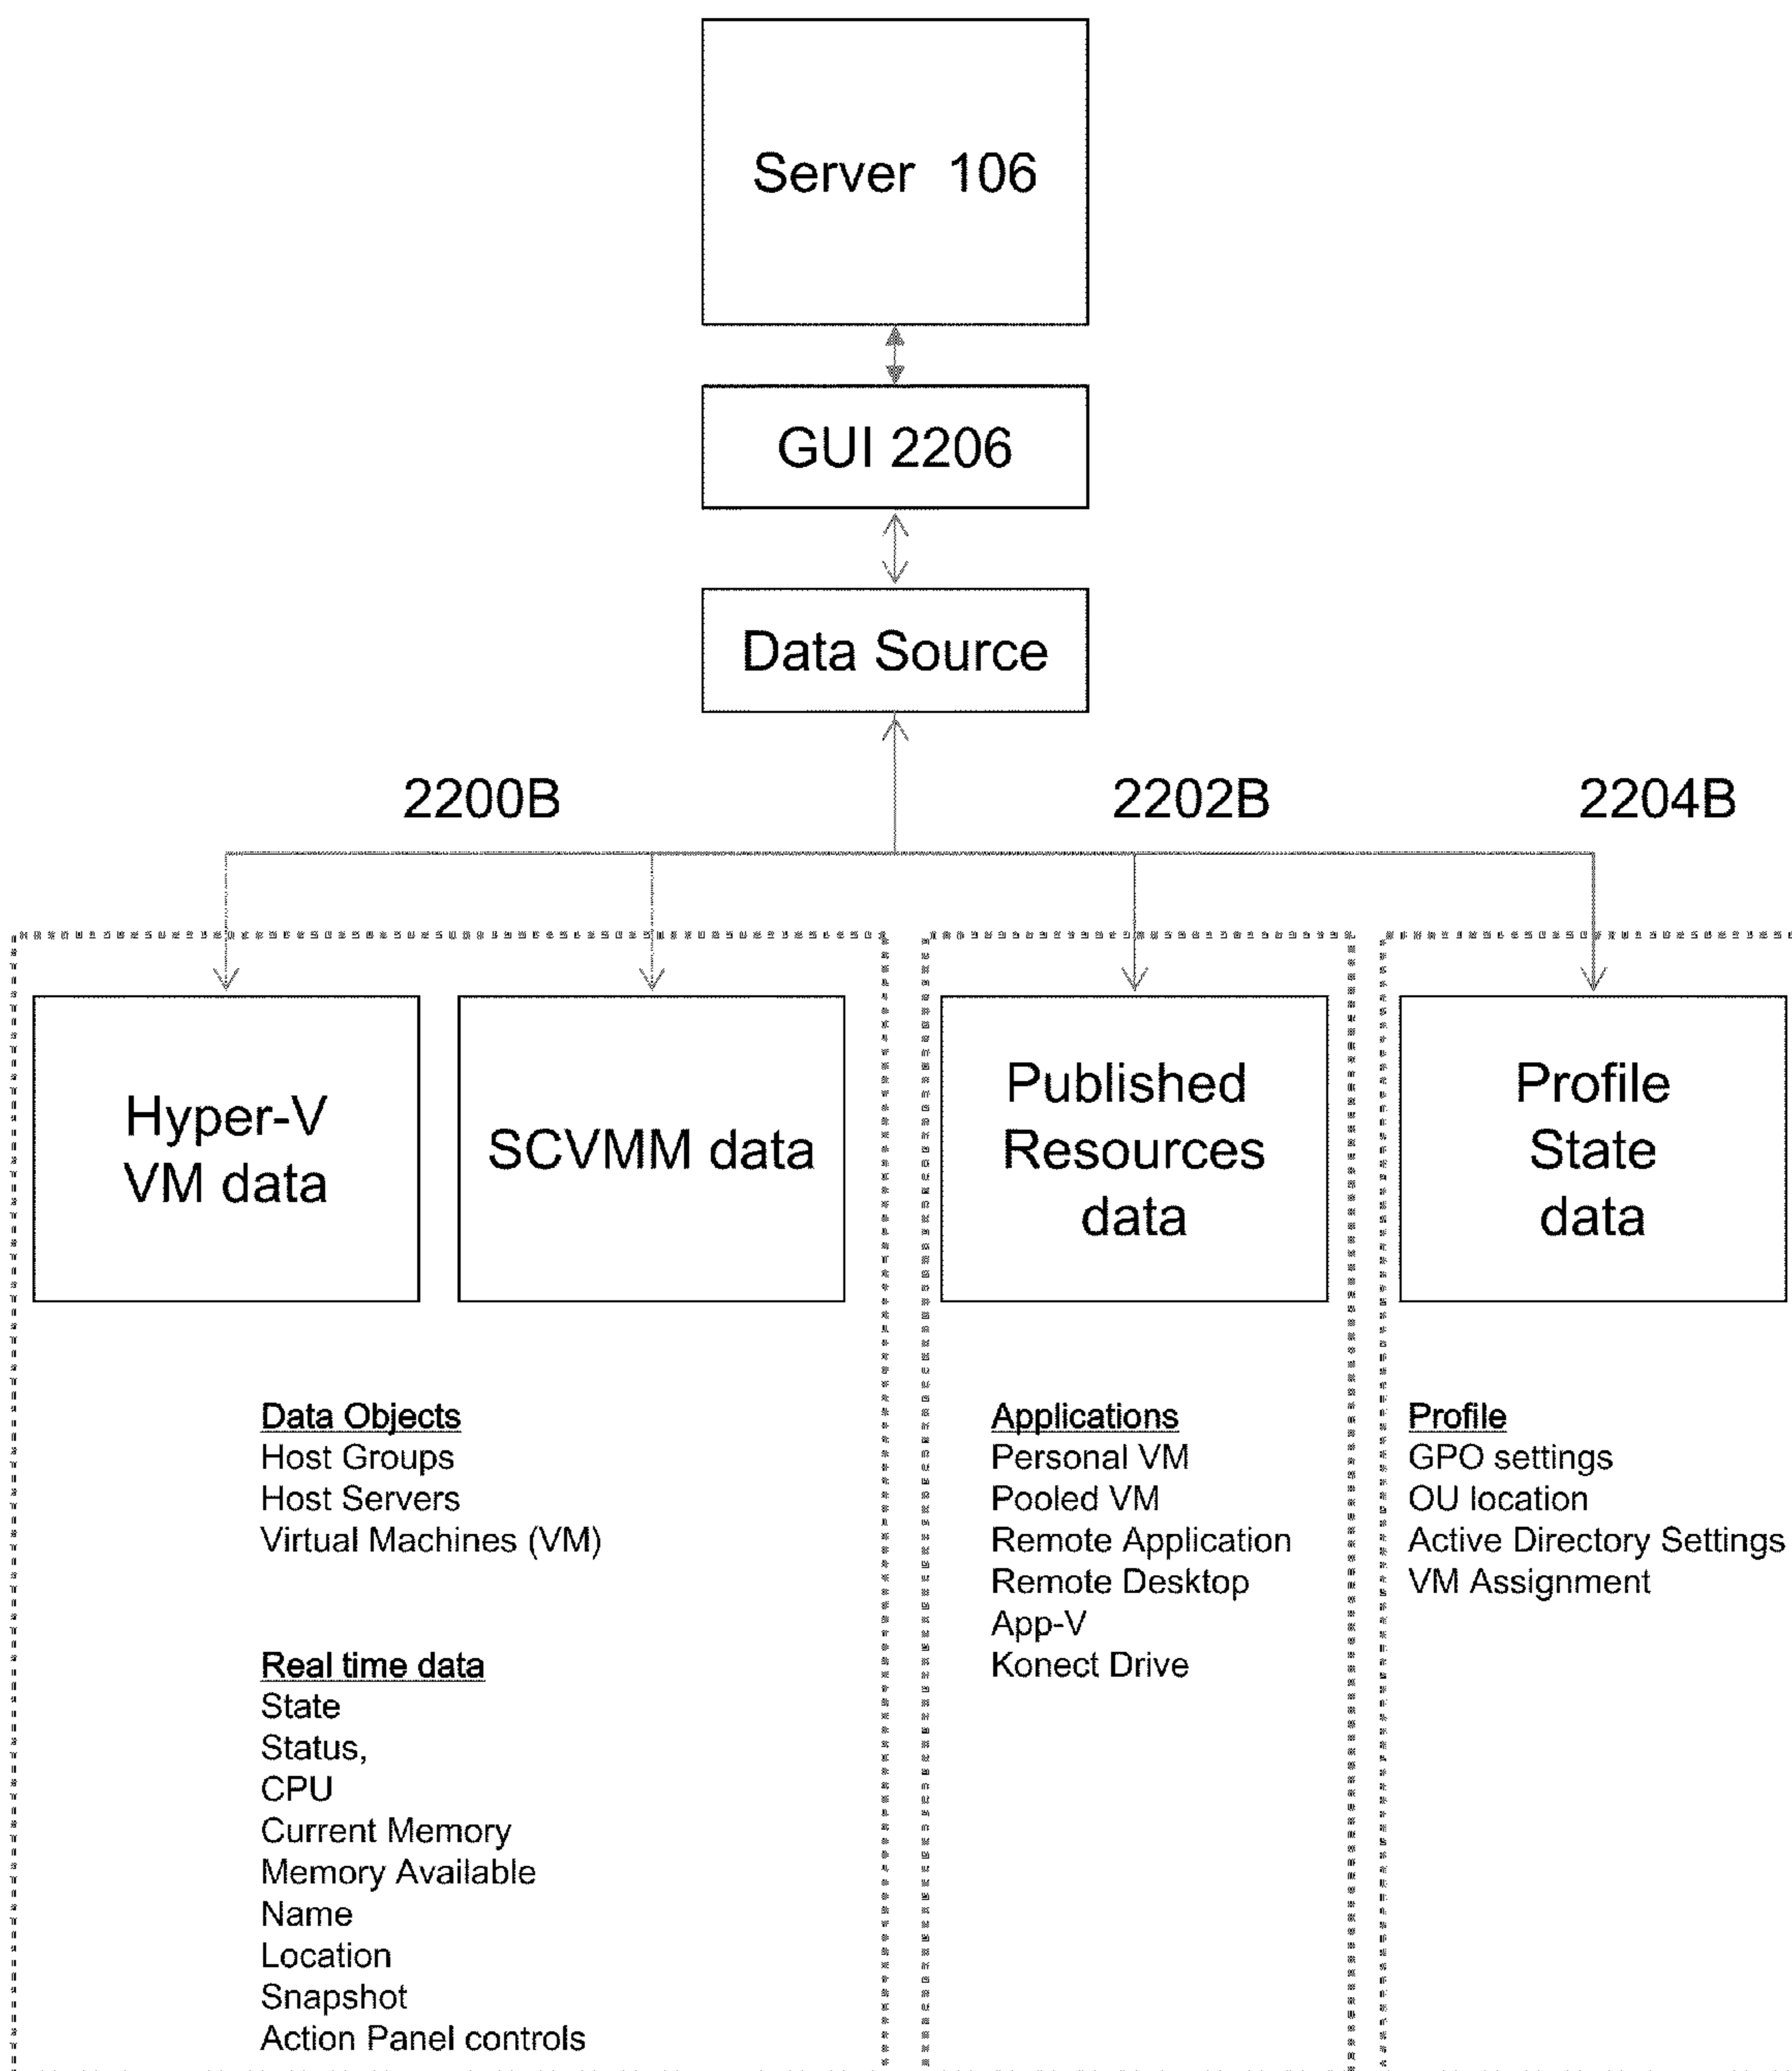 Server 106
GUI 2206
Data Source
2200B
2202B
2204B
Hyper-V
VM data
SCVMM data
Published
Resources
data
Profile
State
data
Data Objects
Host Groups
Host Servers
Virtual Machines (VM)
Real time data
State
Status,
CPU
Current Memory
Memory Available
Name
Location
Snapshot
Action Panel controls
Applications
Personal VM
Pooled VM
Remote Application
Remote Desktop
App-V
Konect Drive
Profile
GPO settings
OU location
Active Directory Settings
VM Assignment